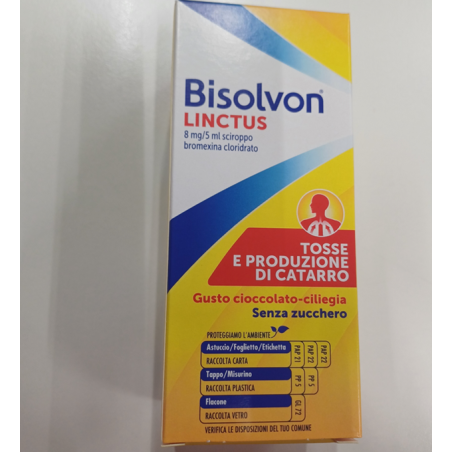 Bisolvon®
LINCTUS
8 mg/5 ml sciroppo
bromexina cloridrato
TOSSE
E PRODUZIONE
DI CATARRO
Gusto cioccolato-ciliegia
Senza zucchero
PROTEGGIAMO L'AMBIENTE
Astuccio/Foglietto/Etichetta
RACCOLTA CARTA
PAP 21
PAP 22
PAP 22
Tappo/Misurino
RACCOLTA PLASTICA
PP 5
PP 5
Flacone
RACCOLTA VETRO
GL 72
VERIFICA LE DISPOSIZIONI DEL TUO COMUNE